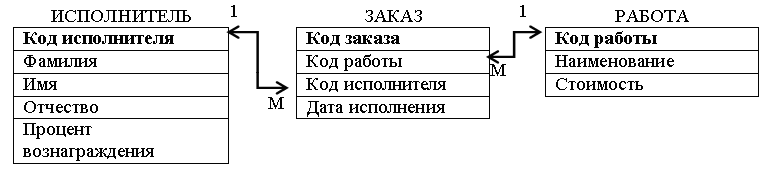 ИСПОЛНИТЕЛЬ
Код исполнителя
Фамилия
Имя
Отчество
Процент
вознаграждения
1
М
ЗАКАЗ
Код заказа
Код работы
Код исполнителя
Дата исполнения
1
М
РАБОТА
Код работы
Наименование
Стоимость